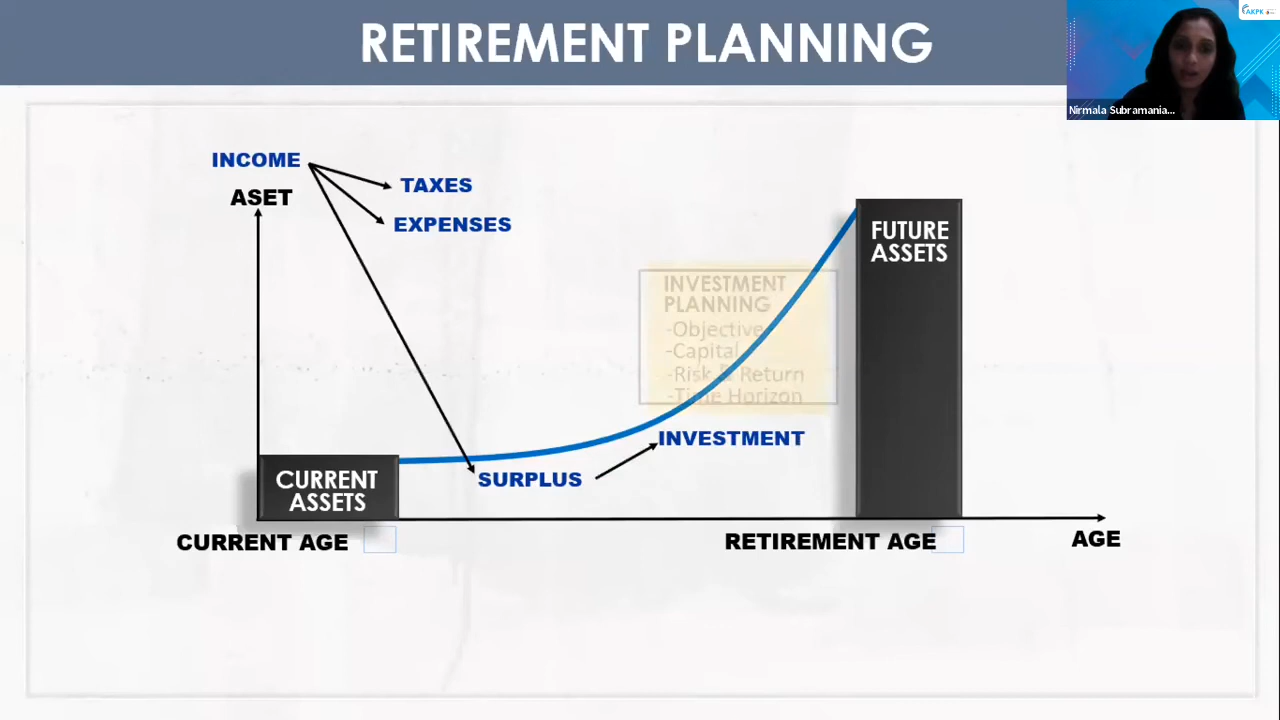 RETIREMENT PLANNING
AKPK
Nirmala Subramania...
INCOME
TAXES
ASET
EXPENSES
FUTURE
ASSETS
INVESTMENT
PLANNING
-Objective
-Capital
-Risk & Return
-Time Horizon
INVESTMENT
CURRENT
ASSETS
SURPLUS
CURRENT AGE
RETIREMENT AGE
AGE